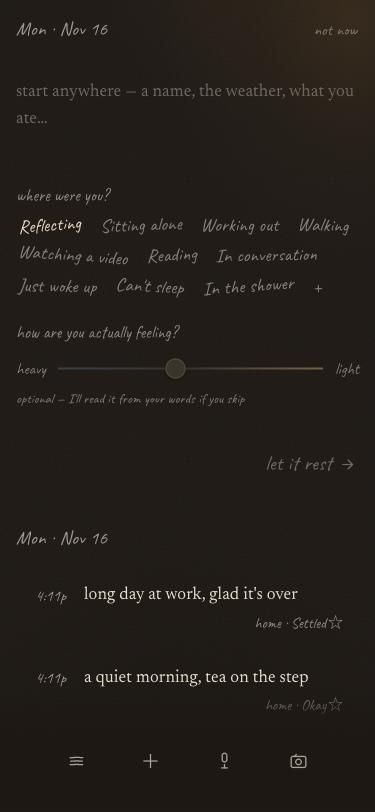 Mon · Nov 16
not now
start anywhere — a name, the weather, what you
ate...
where were you?
Reflecting Sitting alone Working out Walking
Watching a video Reading In conversation
Just woke up Can't sleep In the shower +
how are you actually feeling?
heavy light
optional — I'll read it from your words if you skip
let it rest →
Mon · Nov 16
4:11p long day at work, glad it's over
home · Settled☆
4:11p a quiet morning, tea on the step
home · Okay☆